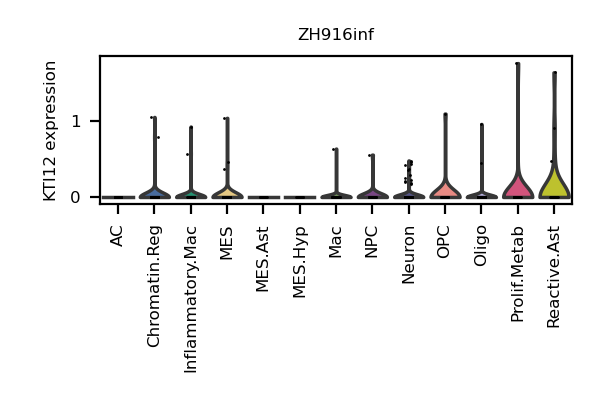 ZH916inf
KTI12 expression
1
0
AC
Chromatin.Reg
Inflammatory.Mac
MES
MES.Ast
MES.Hyp
Mac
NPC
Neuron
OPC
Oligo
Prolif.Metab
Reactive.Ast